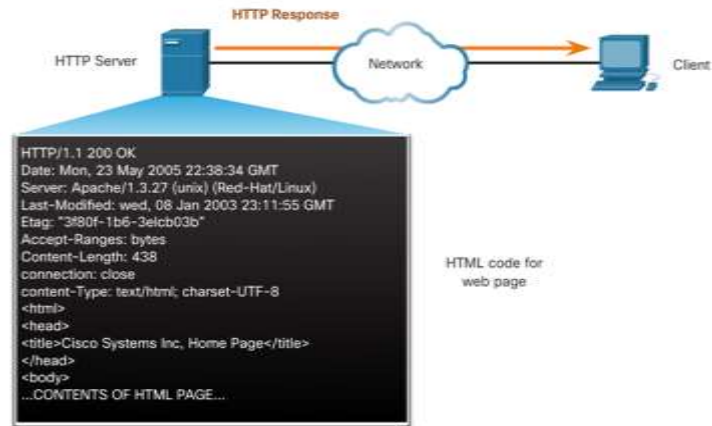 HTTP Response
HTTP Server
Network
Client
HTTP/1.1 200 OK
Date: Mon, 23 May 2005 22:38:34 GMT
Server: Apache/1.3.27 (unix) (Red-Hat/Linux)
Last-Modified: wed, 08 Jan 2003 23:11:55 GMT
Etag: "3f80f-1b6-3elcb03b"
Accept-Ranges: bytes
Content-Length: 438
connection: close
content-Type: text/html; charset-UTF-8
<html>
<head>
<title>Cisco Systems Inc, Home Page</title>
</head>
<body>
...CONTENTS OF HTML PAGE...
HTML code for
web page